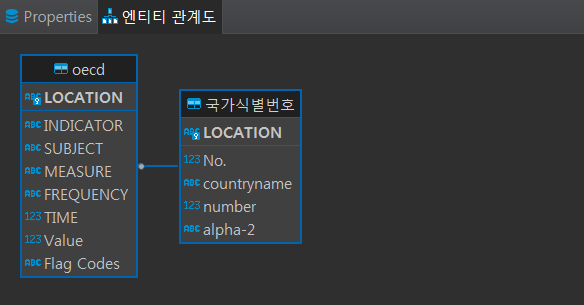 Properties
엔티티 관계도
oecd
ABC LOCATION
ABC INDICATOR
ABC SUBJECT
ABC MEASURE
ABC FREQUENCY
123 TIME
123 Value
ABC Flag Codes
국가식별번호
ABC LOCATION
123 No.
ABC countryname
123 number
ABC alpha-2